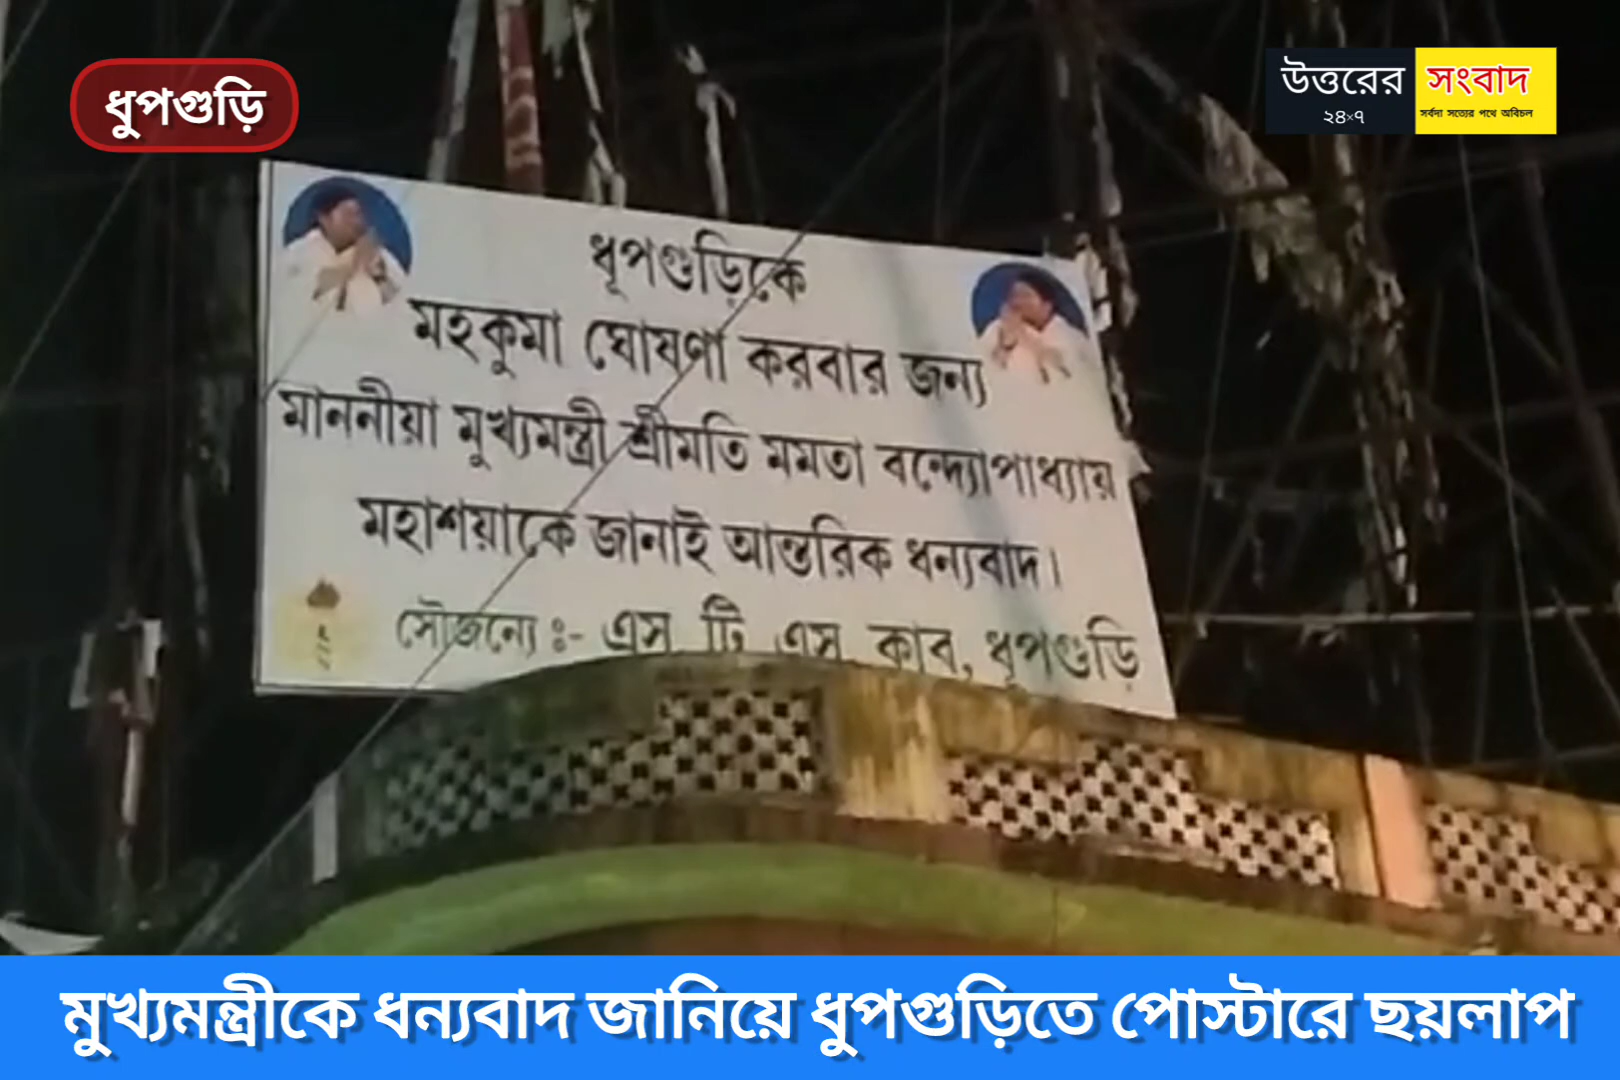 ধুপগুড়ি
উত্তরের সংবাদ
২৪×৭
সর্বদা সত্যের পথে অবিচল
ধূপগুড়িকে
মহকুমা ঘোষণা করবার জন্য
মাননীয়া মুখ্যমন্ত্রী শ্রীমতি মমতা বন্দ্যোপাধ্যায়
মহাশয়াকে জানাই আন্তরিক ধন্যবাদ।
সৌজন্যে ঃ- এস টি এস কাব, ধূপগুড়ি
মুখ্যমন্ত্রীকে ধন্যবাদ জানিয়ে ধুপগুড়িতে পোস্টারে ছয়লাপ